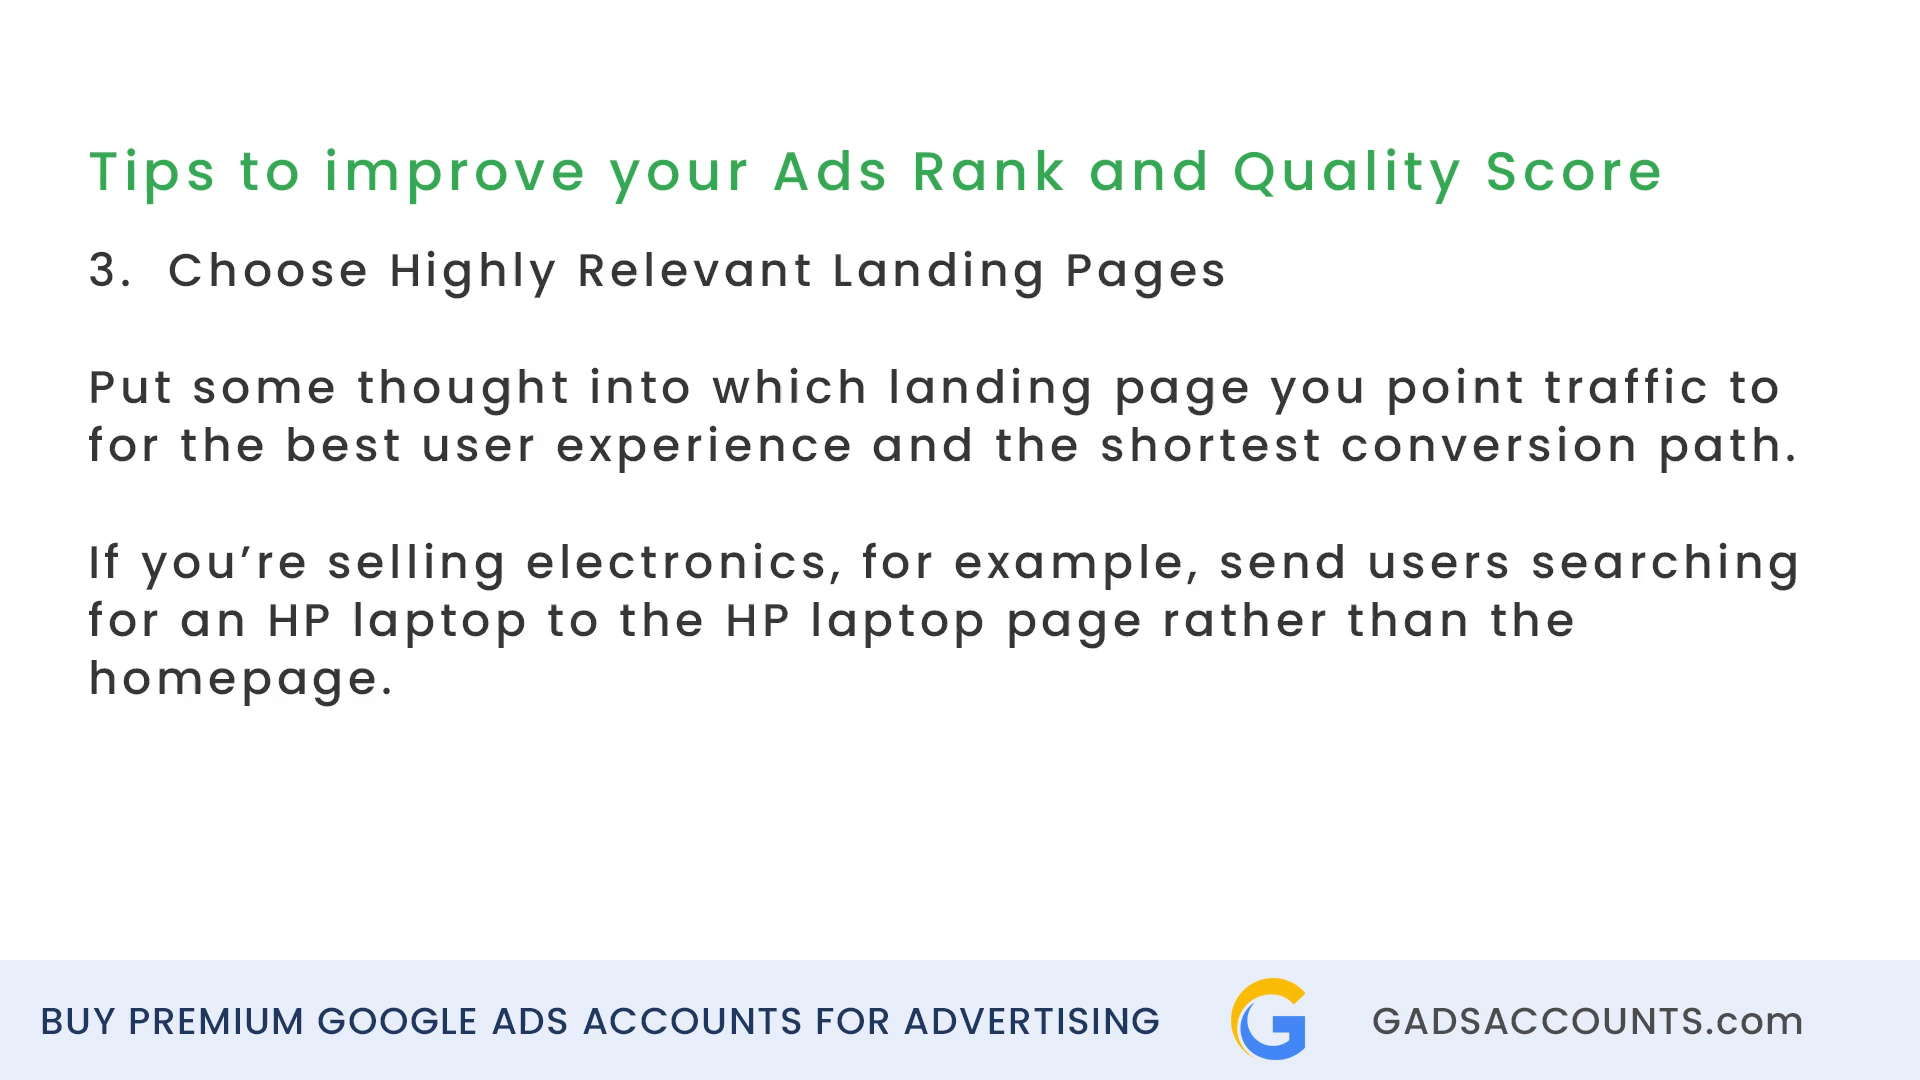 Tips to improve your Ads Rank and Quality Score
3. Choose Highly Relevant Landing Pages
Put some thought into which landing page you point traffic to
for the best user experience and the shortest conversion path.
If you’re selling electronics, for example, send users searching
for an HP laptop to the HP laptop page rather than the
homepage.
BUY PREMIUM GOOGLE ADS ACCOUNTS FOR ADVERTISING
GADSACCOUNTS.com